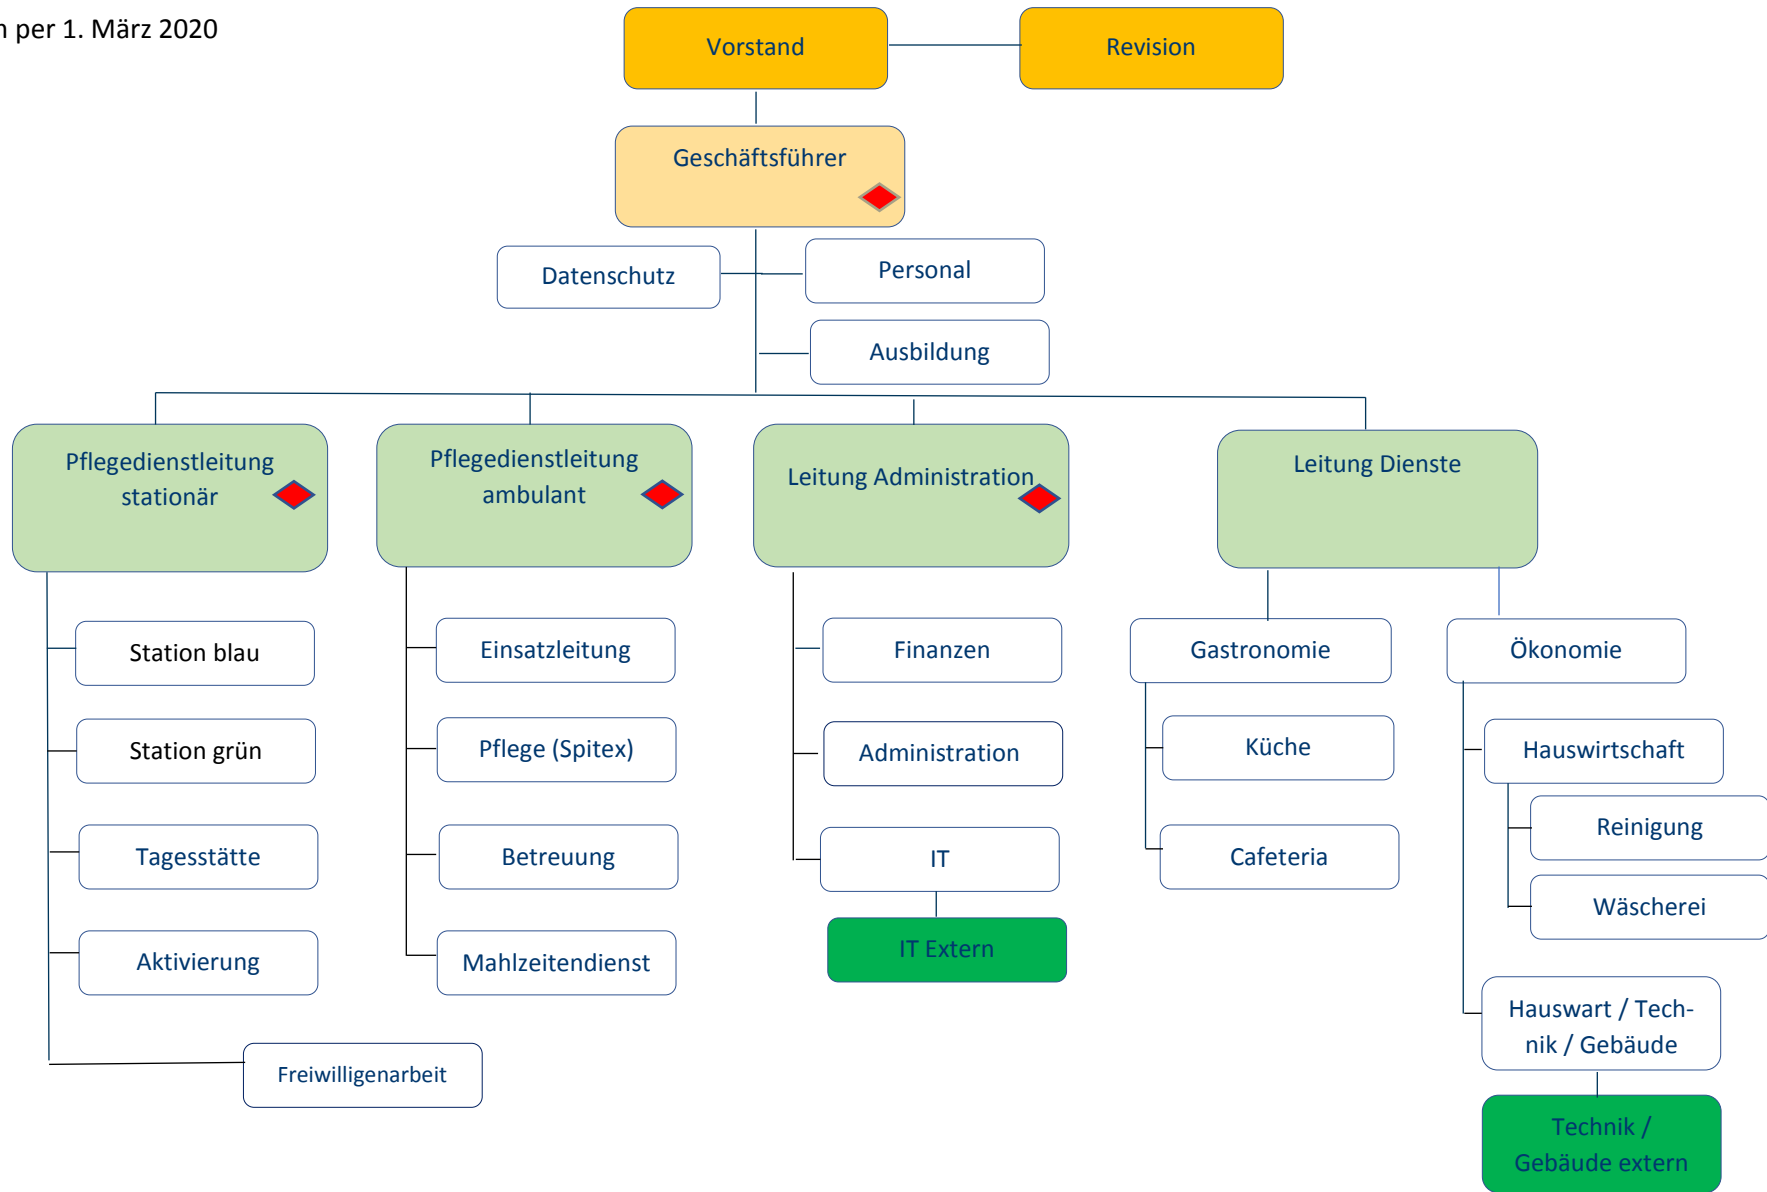 per 1. März 2020
Vorstand
Revision
Geschäftsführer
Datenschutz
Personal
Ausbildung
Pflegedienstleitung
stationär
Pflegedienstleitung
ambulant
Leitung Administration
Leitung Dienste
Station blau
Einsatzleitung
Finanzen
Gastronomie
Ökonomie
Station grün
Pflege (Spitex)
Administration
Küche
Hauswirtschaft
Reinigung
Tagesstätte
Betreuung
IT
Cafeteria
Wäscherei
Aktivierung
Mahlzeitendienst
IT Extern
Hauswart / Tech-
nik / Gebäude
Freiwilligenarbeit
Technik /
Gebäude extern